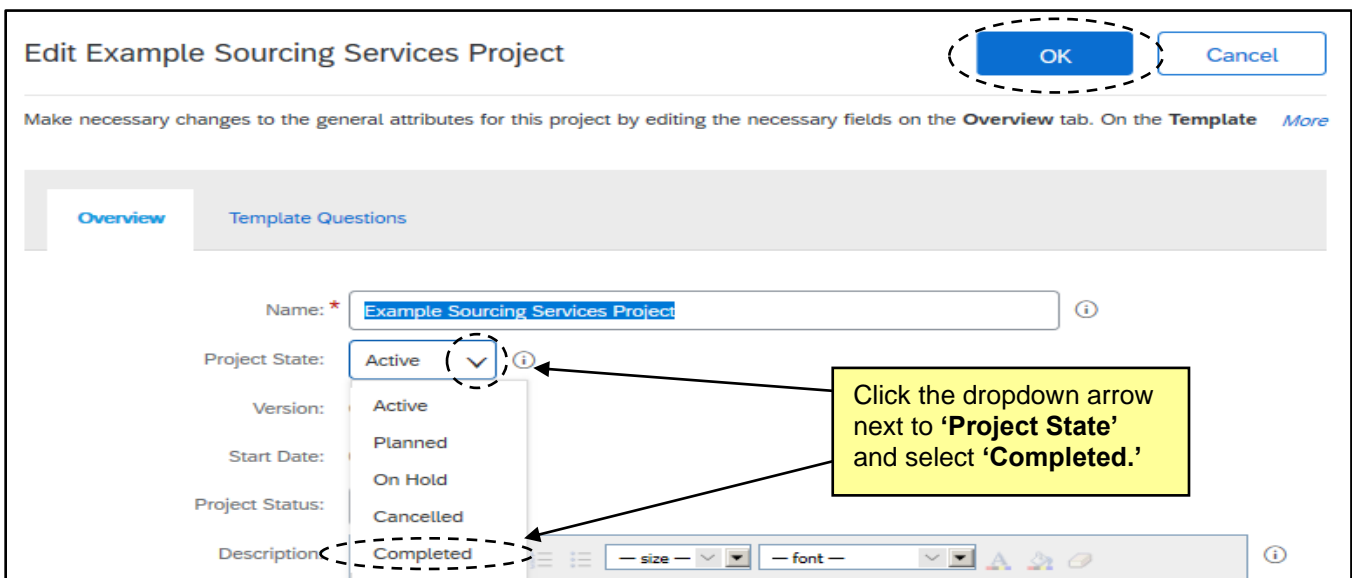 Edit Example Sourcing Services Project
OK
Cancel
Make necessary changes to the general attributes for this project by editing the necessary fields on the Overview tab. On the Template
More
Overview
Template Questions
Name: *
Example Sourcing Services Project
Project State:
Active
Version:
Active
Start Date:
Planned
On Hold
Project Status:
Cancelled
Description
Completed
— size —
— font —
A
Click the dropdown arrow
next to ‘Project State’
and select ‘Completed.’